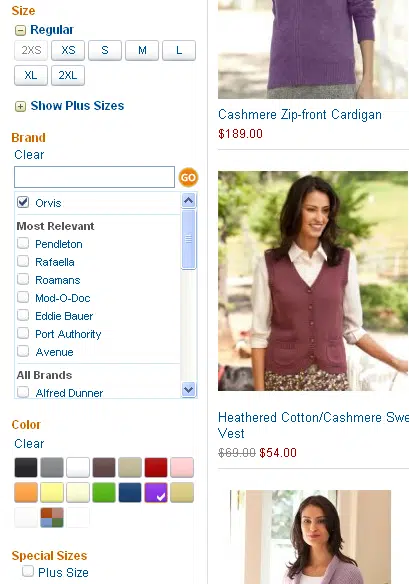 Size
Regular
2XS XS S M L
XL 2XL
Show Plus Sizes
Brand
Clear
GO
Orvis
Most Relevant
Pendleton
Rafaella
Roamans
Mod-O-Doc
Eddie Bauer
Port Authority
Avenue
All Brands
Alfred Dunner
Color
Clear
Special Sizes
Plus Size
Cashmere Zip-front Cardigan
$189.00
Heathered Cotton/Cashmere Swe
Vest
$69.00 $54.00